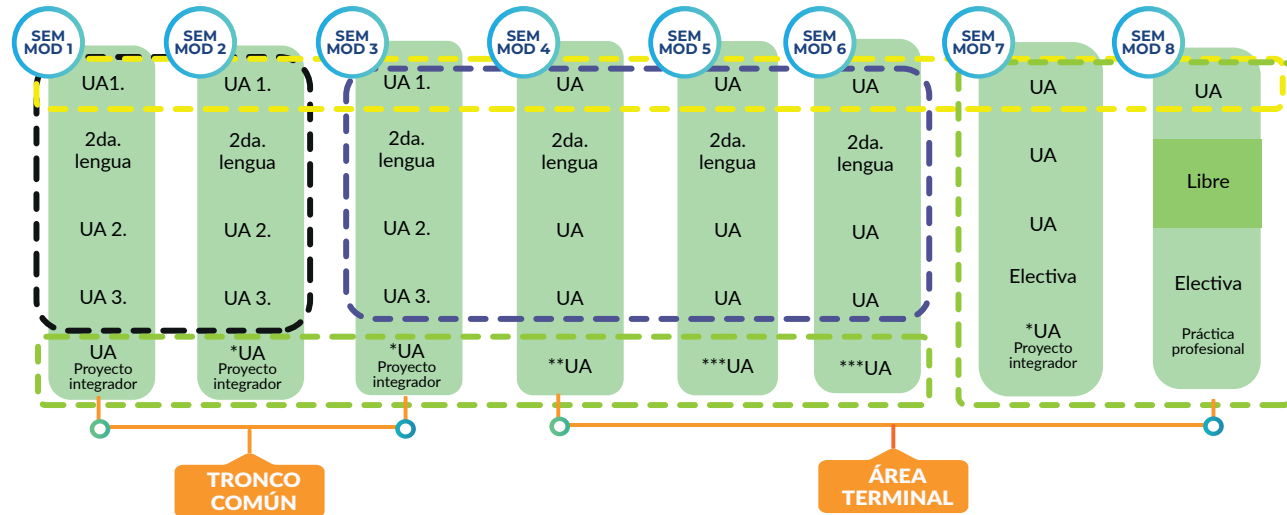 SEM
MOD 1
SEM
MOD 2
SEM
MOD 3
SEM
MOD 4
SEM
MOD 5
SEM
MOD 6
SEM
MOD 7
SEM
MOD 8
UA1.
2da.
lengua
UA 2.
UA 3.
UA
Proyecto
integrador
UA 1.
2da.
lengua
UA 2.
UA 3.
*UA
Proyecto
integrador
UA 1.
2da.
lengua
UA 2.
UA 3.
*UA
Proyecto
integrador
UA
2da.
lengua
UA
UA
**UA
UA
2da.
lengua
UA
UA
***UA
UA
2da.
lengua
UA
UA
***UA
UA
UA
UA
Electiva
*UA
Proyecto
integrador
UA
Libre
Electiva
Práctica
profesional
TRONCO
COMÚN
ÁREA
TERMINAL